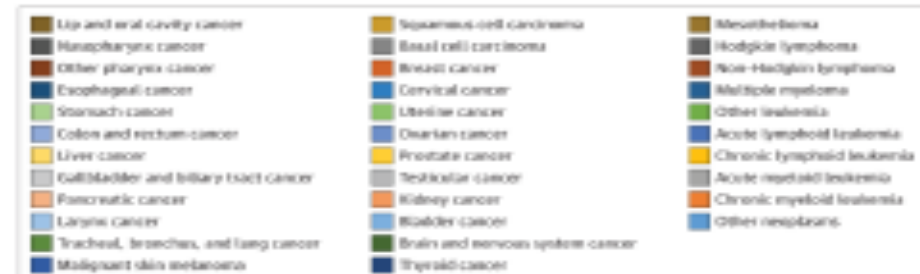 Lip and oral cavity cancer
Nasopharynx cancer
Other pharynx cancer
Esophageal cancer
Stomach cancer
Colon and rectum cancer
Liver cancer
Gallbladder and biliary tract cancer
Pancreatic cancer
Larynx cancer
Tracheal, bronchus, and lung cancer
Malignant skin melanoma
Squamous cell carcinoma
Basal cell carcinoma
Breast cancer
Cervical cancer
Uterine cancer
Ovarian cancer
Prostate cancer
Testicular cancer
Kidney cancer
Bladder cancer
Brain and nervous system cancer
Thyroid cancer
Mesothelioma
Hodgkin lymphoma
Non-Hodgkin lymphoma
Multiple myeloma
Other leukemia
Acute lymphoid leukemia
Chronic lymphoid leukemia
Acute myeloid leukemia
Chronic myeloid leukemia
Other neoplasms